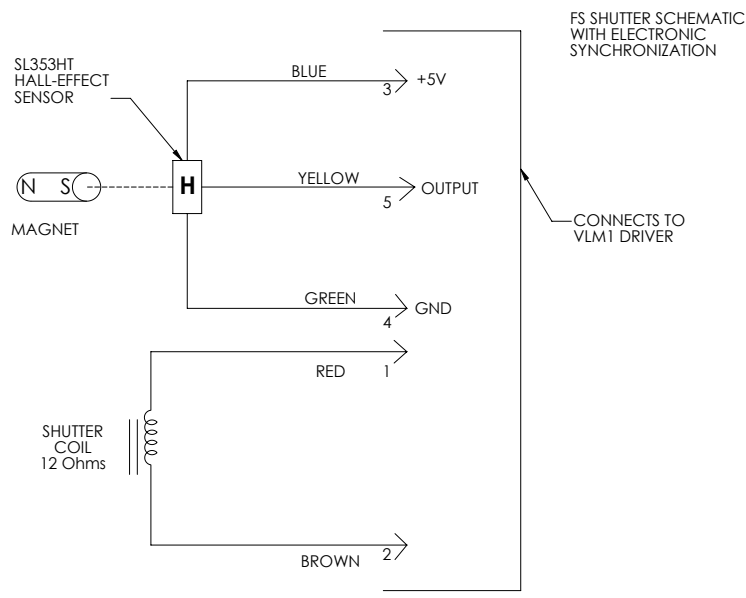 FS SHUTTER SCHEMATIC
WITH ELECTRONIC
SYNCHRONIZATION
SL353HT
HALL-EFFECT
SENSOR
BLUE
3
+5V
N S
H
YELLOW
5
OUTPUT
MAGNET
CONNECTS TO
VLM1 DRIVER
GREEN
4
GND
RED
1
SHUTTER
COIL
12 Ohms
BROWN
2